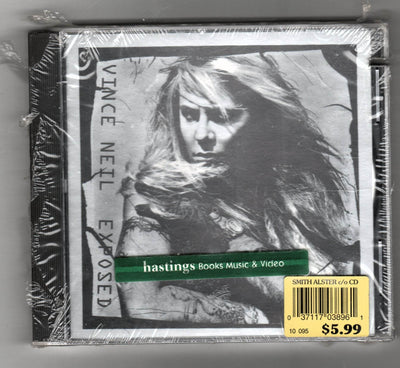 VINCE NEIL EXPOSED
hastings Books Music & Video
SMITH ALSTER c/o CD
0 37117 03896 1
10 095 $5.99